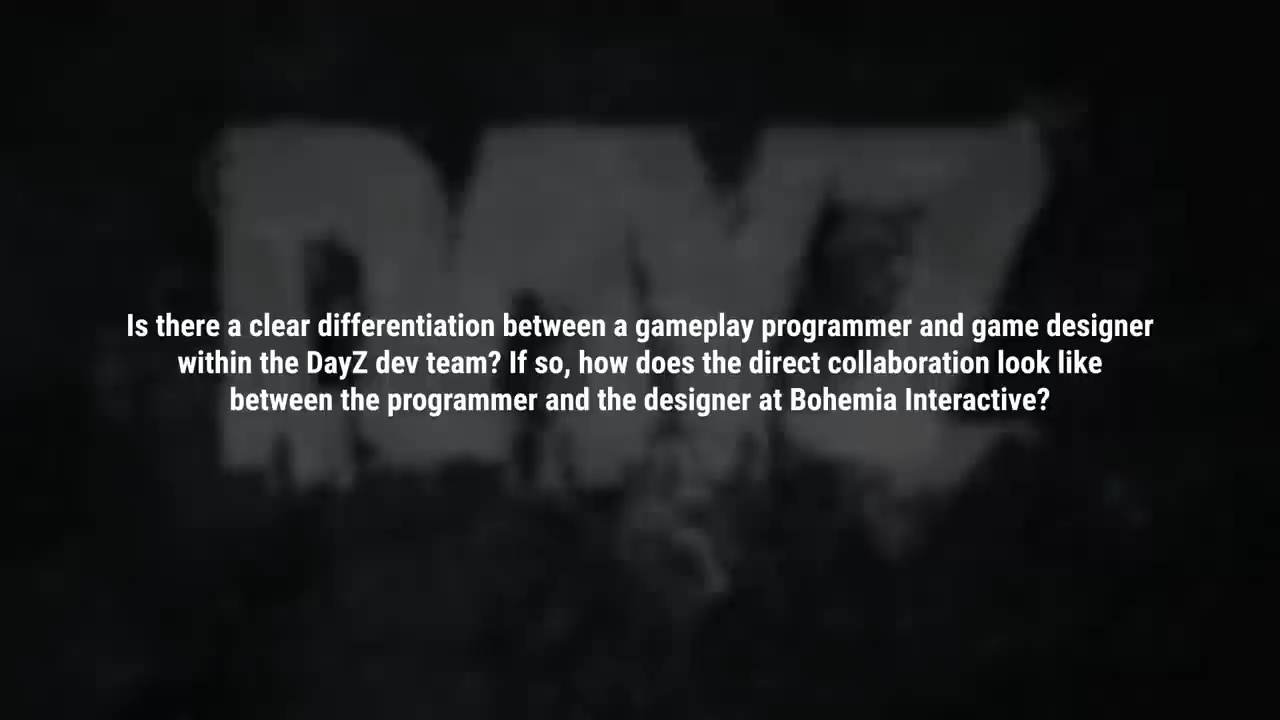 DAYZ
Is there a clear differentiation between a gameplay programmer and game designer
within the DayZ dev team? If so, how does the direct collaboration look like
between the programmer and the designer at Bohemia Interactive?